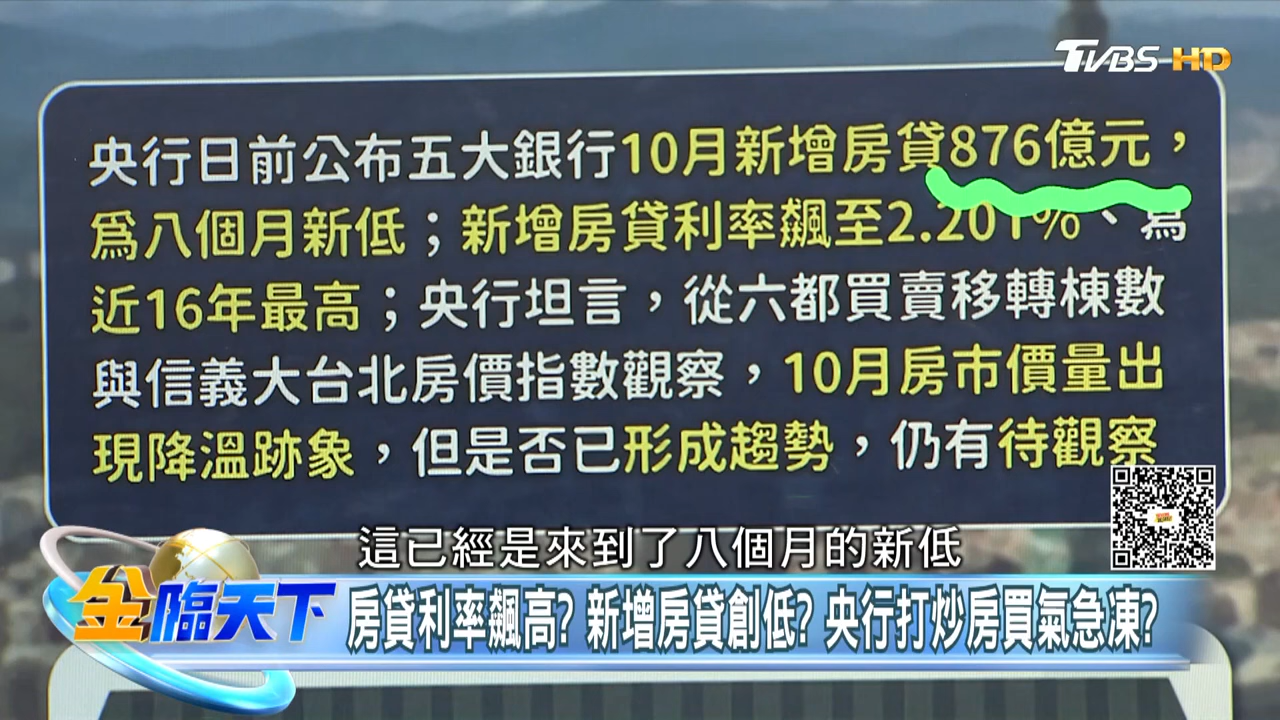 TVBS HD
央行日前公布五大銀行10月新增房貸876億元，
為八個月新低；新增房貸利率飆至2.201%、為
近16年最高；央行坦言，從六都買賣移轉棟數
與信義大台北房價指數觀察，10月房市價量出
現降溫跡象，但是否已形成趨勢，仍有待觀察
這已經是來到了八個月的新低
金臨天下
房貸利率飆高？新增房貸創低？央行打炒房買氣急凍？